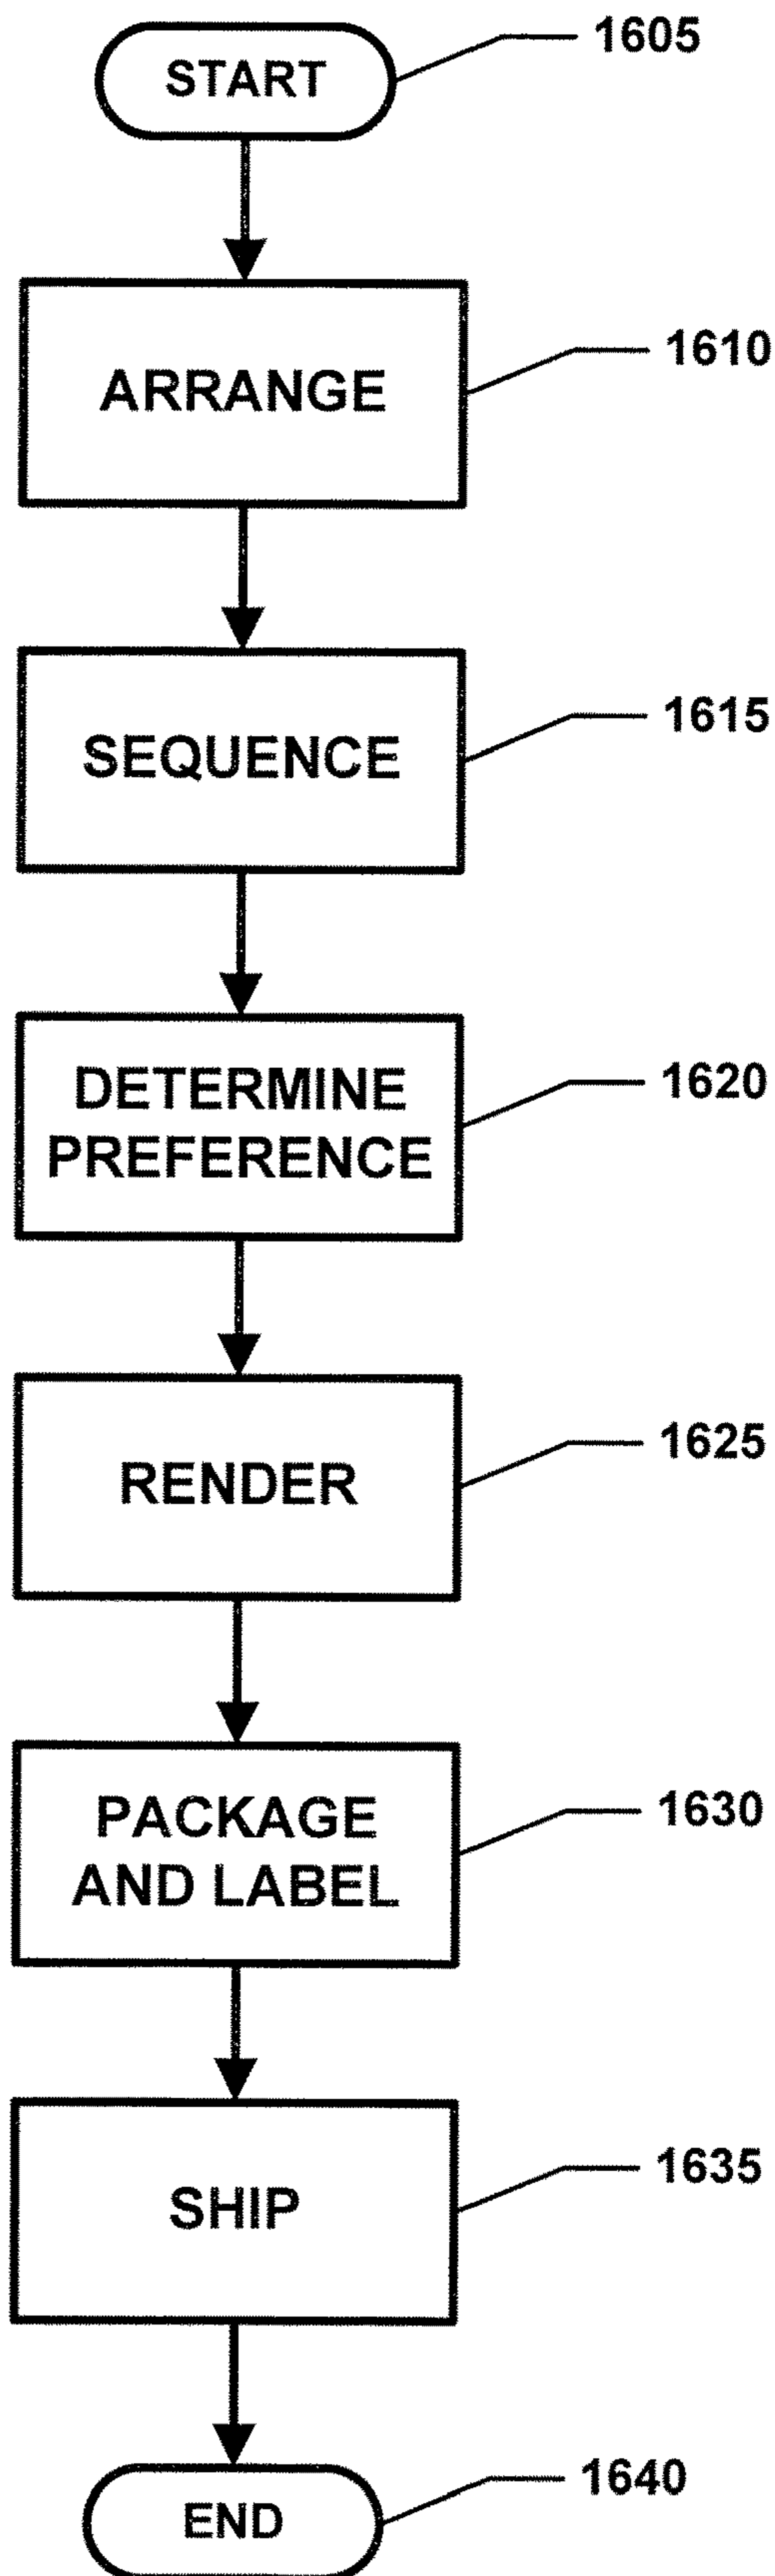 START
1605
ARRANGE
1610
SEQUENCE
1615
DETERMINE
PREFERENCE
1620
RENDER
1625
PACKAGE
AND LABEL
1630
SHIP
1635
END
1640